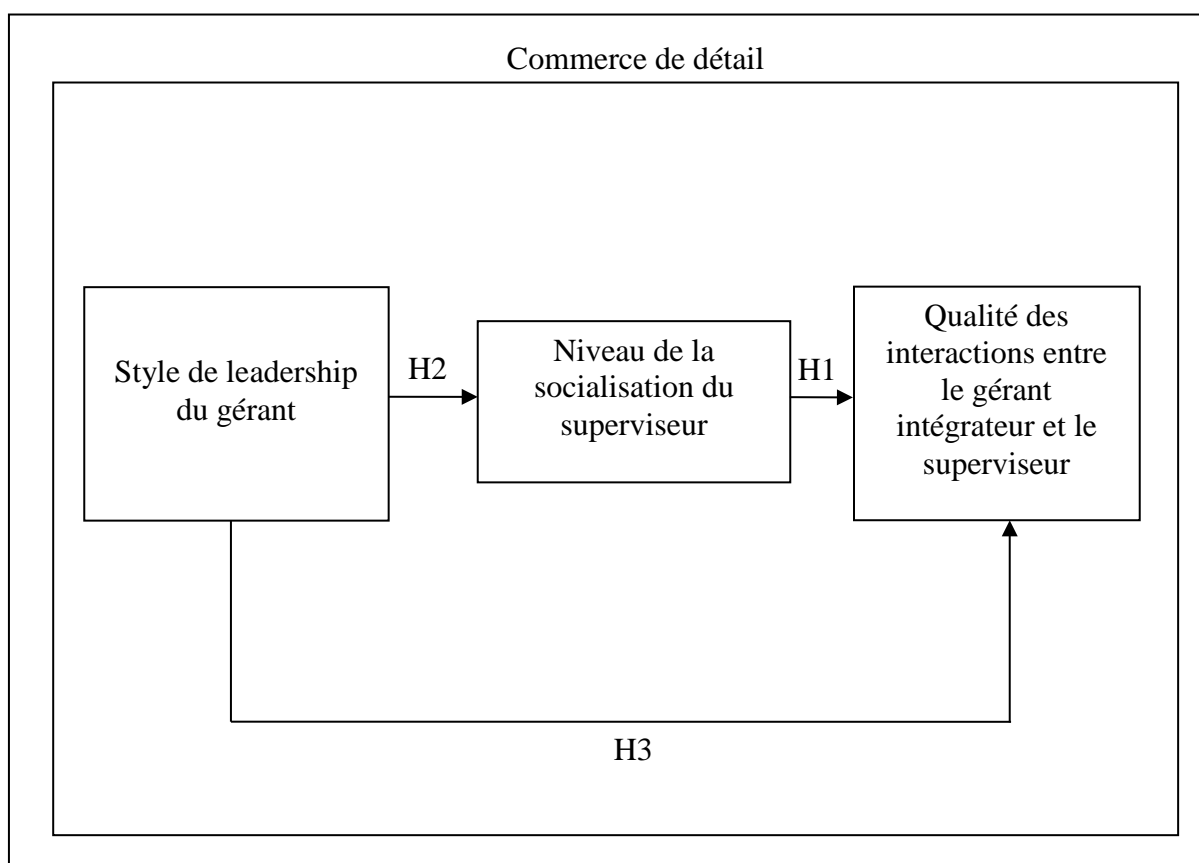 Commerce de détail
Style de leadership
du gérant
H2
Niveau de la
socialisation du
superviseur
H1
Qualité des
interactions entre
le gérant
intégrateur et le
superviseur
H3